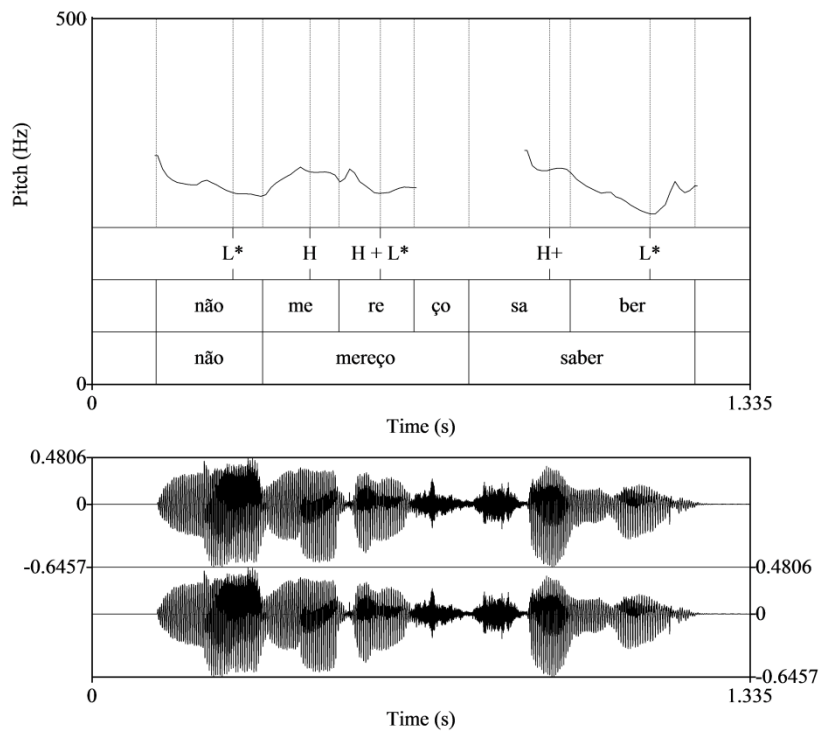 500
Pitch (Hz)
L* H H + L* H+ L*
não me re ço sa ber
não mereço saber
0
0 1.335
Time (s)
0.4806
0
-0.6457 0.4806
0
-0.6457
0 1.335
Time (s)